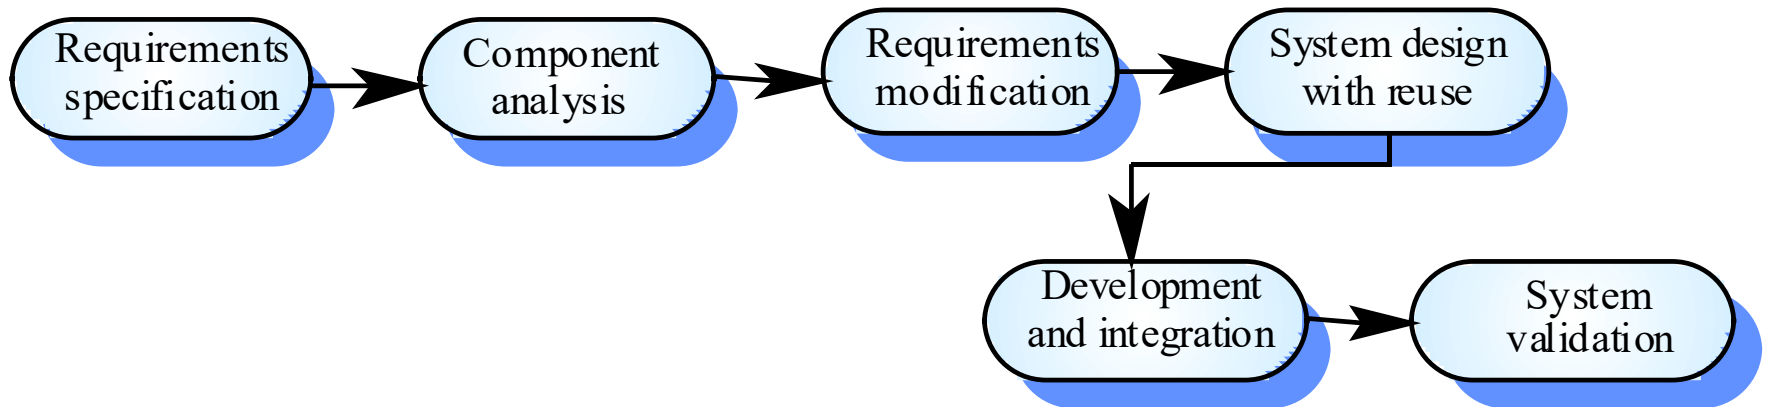 Requirements
specification
Component
analysis
Requirements
modification
System design
with reuse
Development
and integration
System
validation